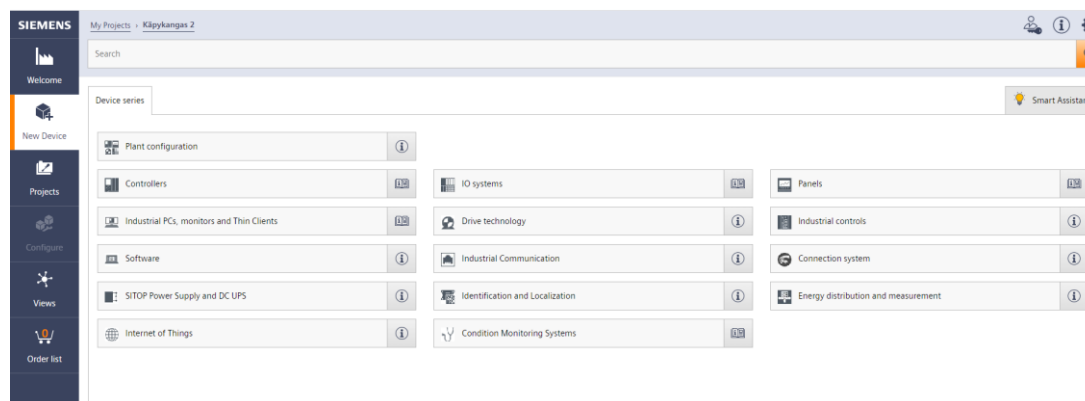 SIEMENS
My Projects › Käpykangas 2
Search
Welcome
Device series
New Device
Plant configuration
Controllers
IO systems
Panels
Projects
Industrial PCs, monitors and Thin Clients
Drive technology
Industrial controls
Configure
Software
Industrial Communication
Connection system
Views
SITOP Power Supply and DC UPS
Identification and Localization
Energy distribution and measurement
0
Internet of Things
Condition Monitoring Systems
Order list
Smart Assistan